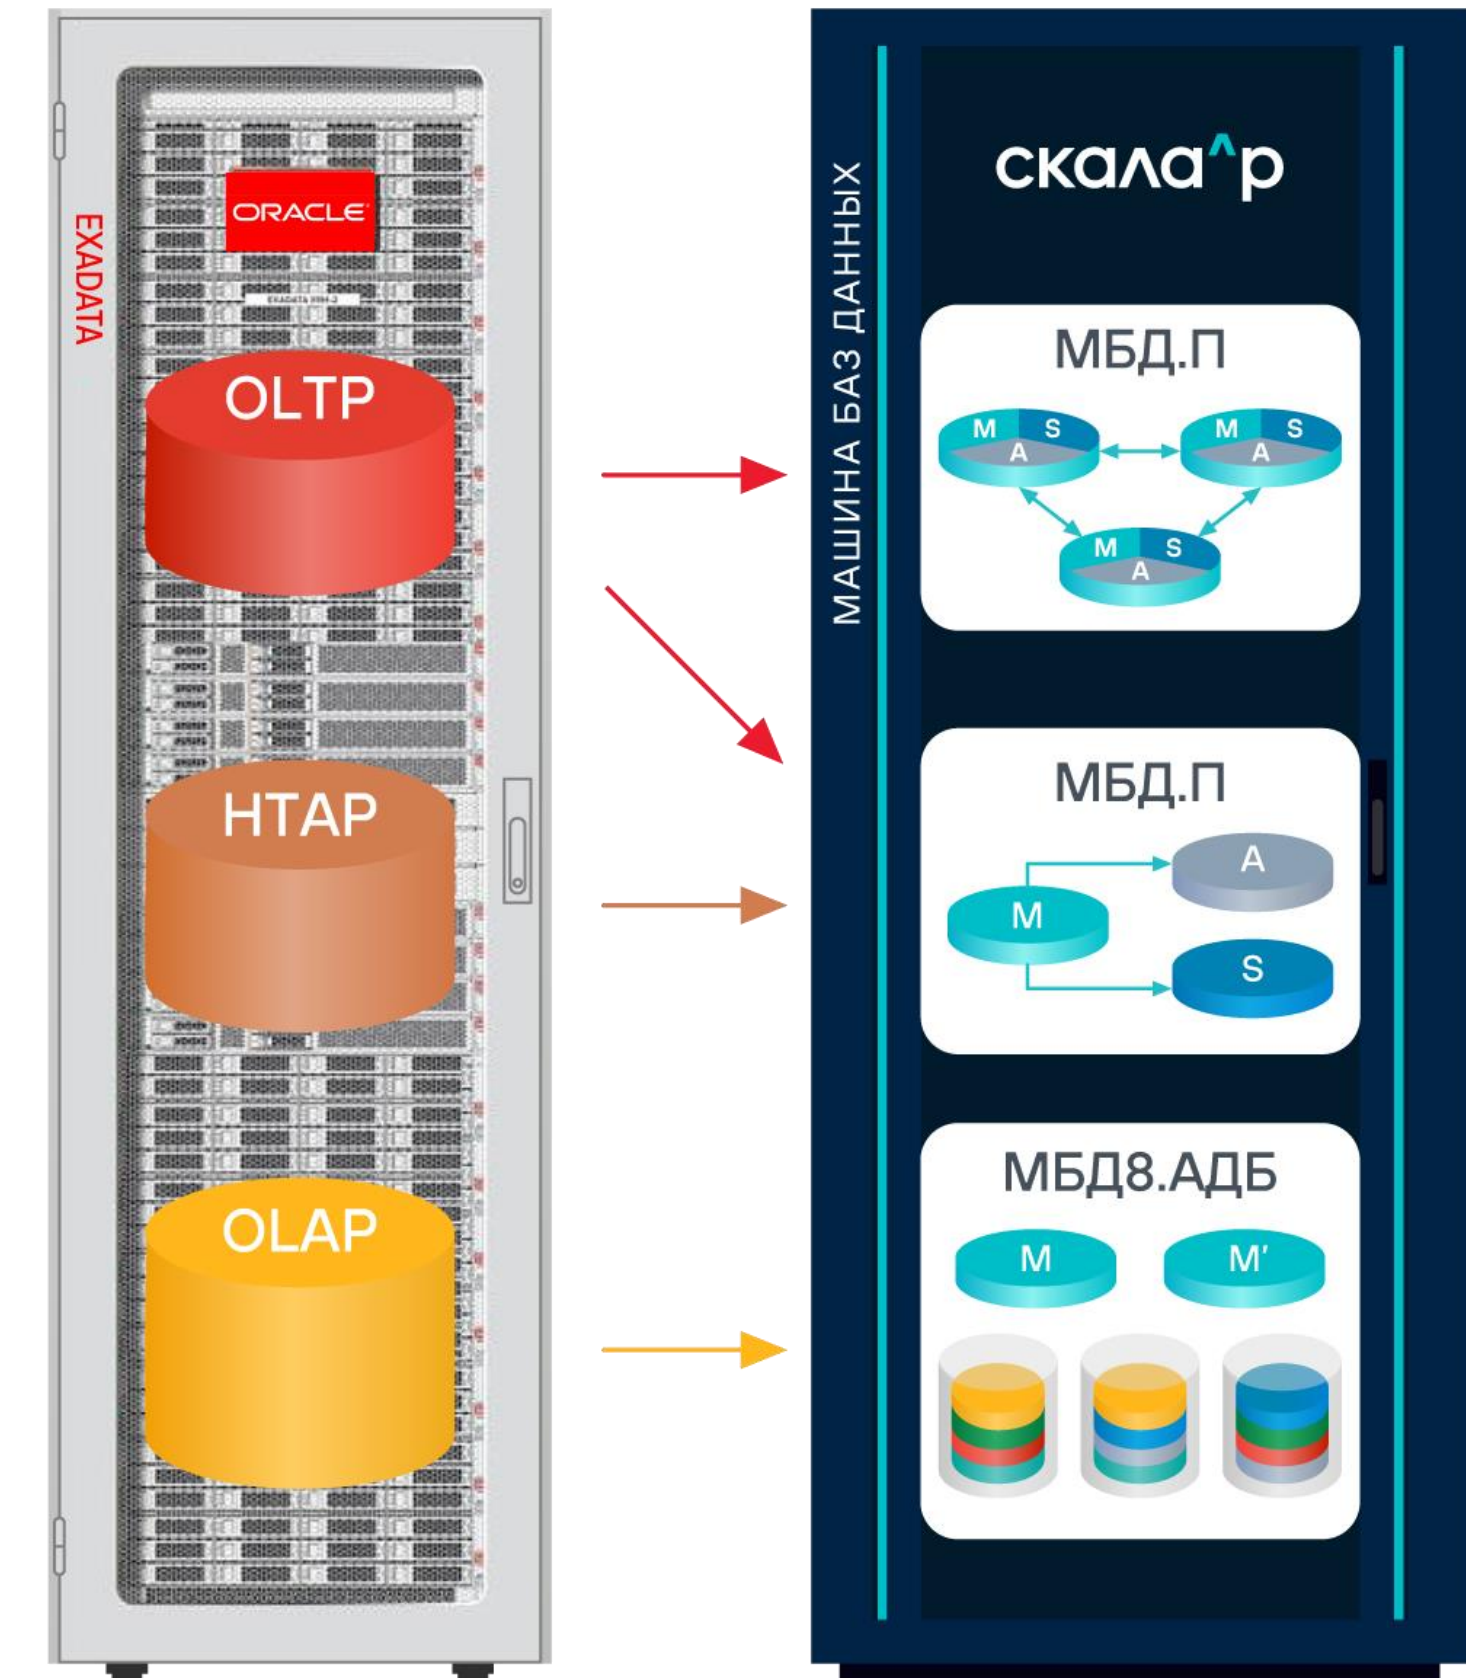 EXADATA
ORACLE
OLTP
HTAP
OLAP
МАШИНА БАЗ ДАННЫХ
скала^р
МБД.П
M S A
M S A
M S A
МБД.П
M
A
S
МБД8.АДБ
M
M'